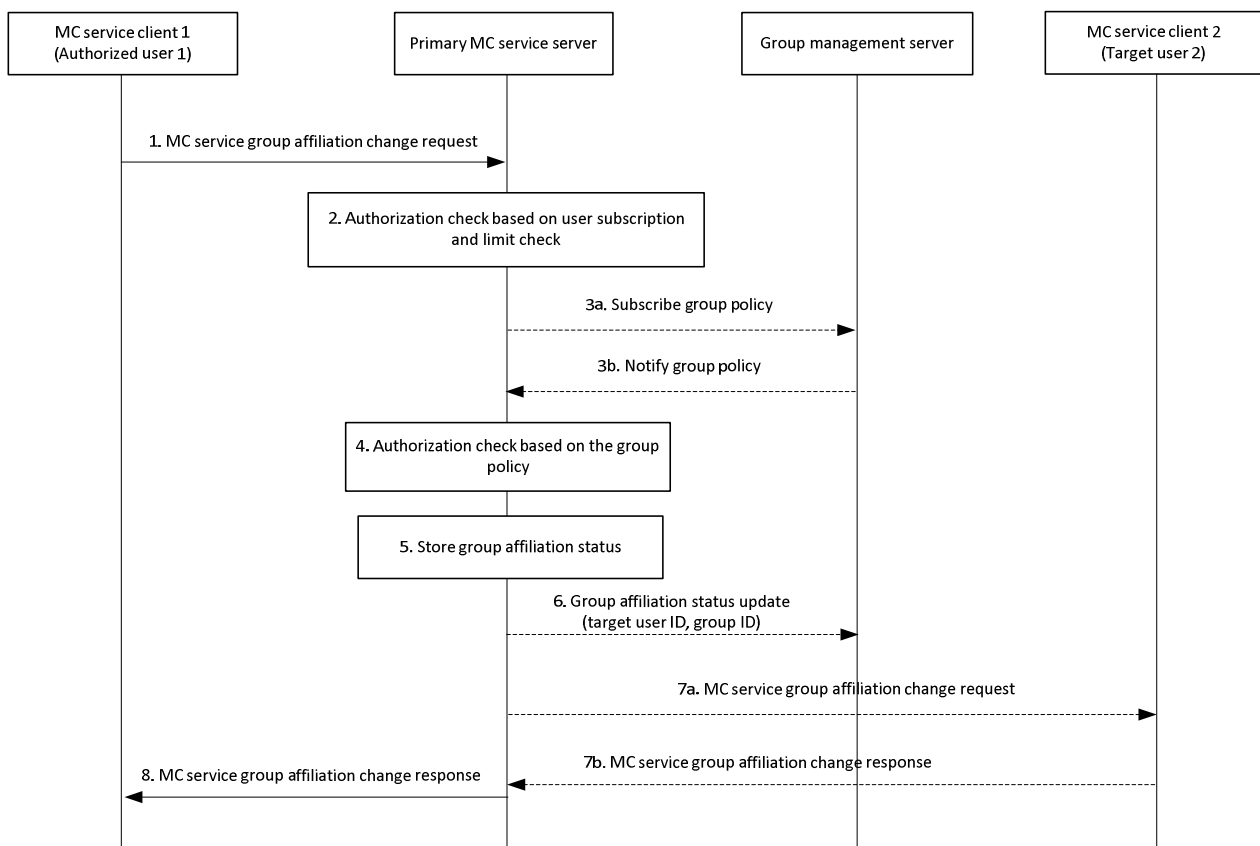 MC service client 1
(Authorized user 1)
Primary MC service server
Group management server
MC service client 2
(Target user 2)
1. MC service group affiliation change request
2. Authorization check based on user subscription
and limit check
3a. Subscribe group policy
3b. Notify group policy
4. Authorization check based on the group
policy
5. Store group affiliation status
6. Group affiliation status update
(target user ID, group ID)
7a. MC service group affiliation change request
7b. MC service group affiliation change response
8. MC service group affiliation change response